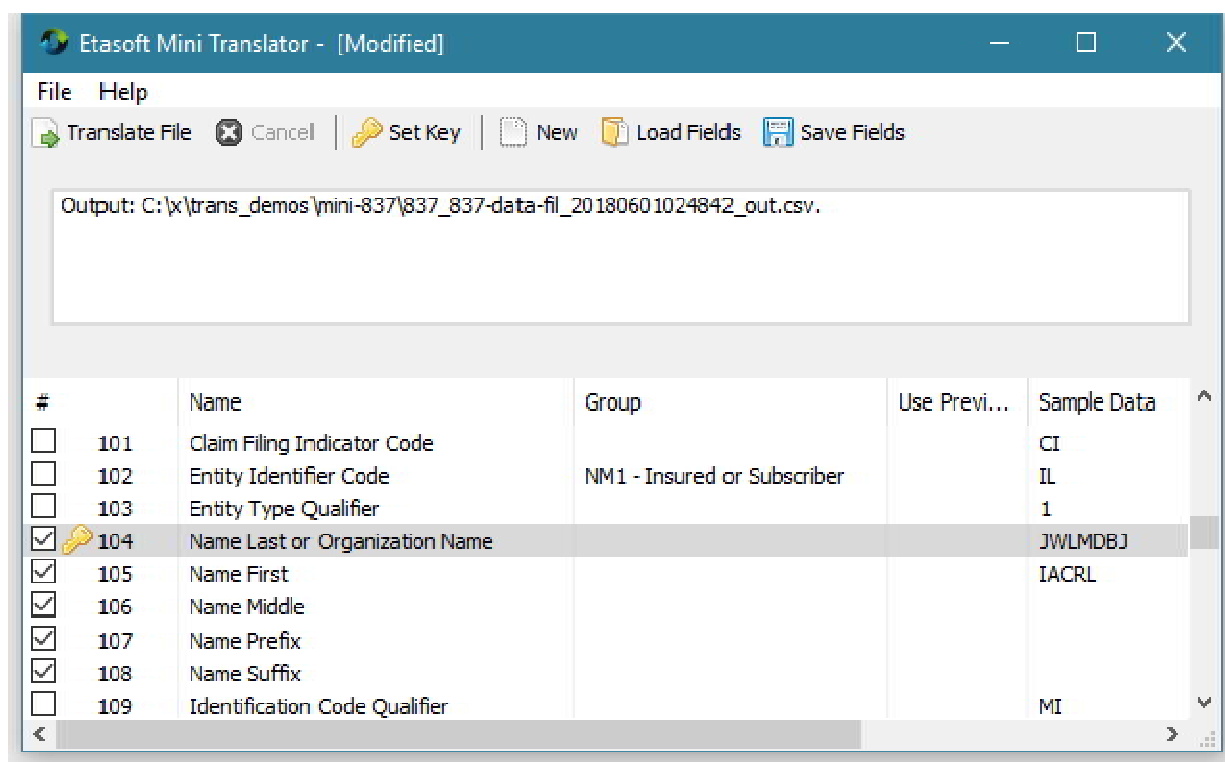 Etasoft Mini Translator - [Modified]
File Help
Translate File Cancel Set Key New Load Fields Save Fields
Output: C:\x\trans_demos\mini-837\837_837-data-fil_20180601024842_out.csv.
# Name Group Use Previ... Sample Data
101 Claim Filing Indicator Code CI
102 Entity Identifier Code NM1 - Insured or Subscriber IL
103 Entity Type Qualifier 1
104 Name Last or Organization Name JWLMDBJ
105 Name First IACRL
106 Name Middle
107 Name Prefix
108 Name Suffix
109 Identification Code Qualifier MI